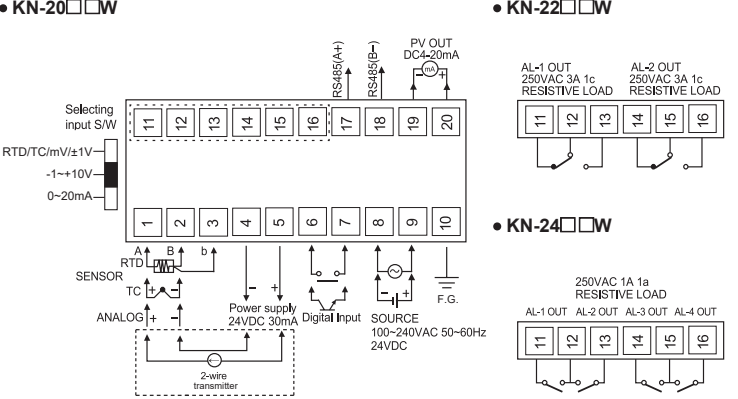 ● KN-20□□W
RS485(A+)
RS485(B−)
PV OUT
DC4-20mA
mA
− +
Selecting
input S/W
11 12 13 14 15 16 17 18 19 20
RTD/TC/mV/±1V
-1~+10V
0~20mA
1 2 3 4 5 6 7 8 9 10
A B b
RTD
SENSOR
TC + −
ANALOG + −
− +
Power supply
24VDC 30mA
Digital Input
− +
SOURCE
100~240VAC 50~60Hz
24VDC
F.G.
2-wire
transmitter
● KN-22□□W
AL-1 OUT
250VAC 3A 1c
RESISTIVE LOAD
AL-2 OUT
250VAC 3A 1c
RESISTIVE LOAD
11 12 13 14 15 16
● KN-24□□W
250VAC 1A 1a
RESISTIVE LOAD
AL-1 OUT AL-2 OUT AL-3 OUT AL-4 OUT
11 12 13 14 15 16